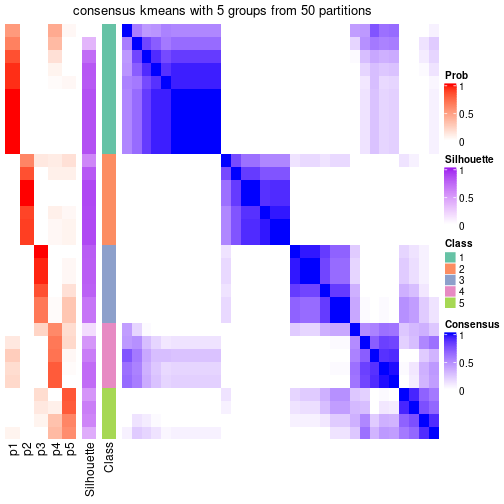 consensus kmeans with 5 groups from 50 partitions
Prob
1
0.5
0
Silhouette
1
0.5
0
Class
1
2
3
4
5
Consensus
1
0.5
0
p1
p2
p3
p4
p5
Silhouette
Class